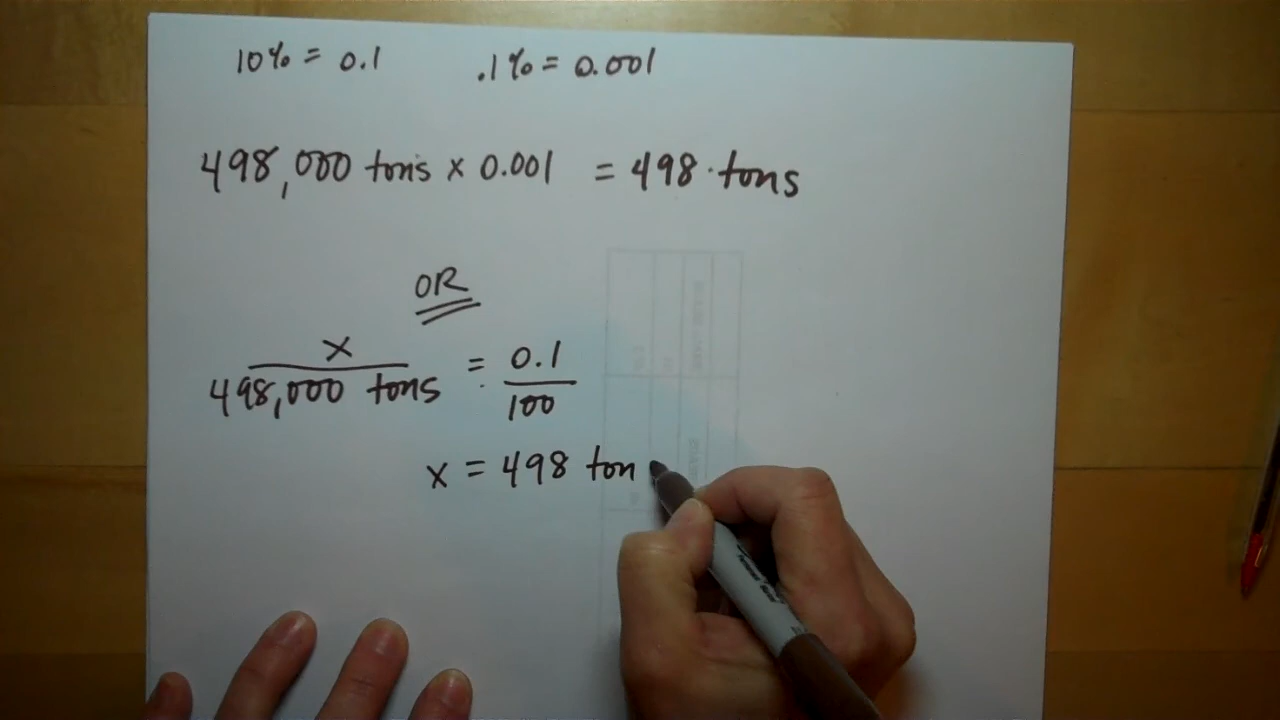 10% = 0.1 .1% = 0.001
498,000 tons x 0.001 = 498 tons
OR
x
498,000 tons = 0.1
100
x = 498 ton